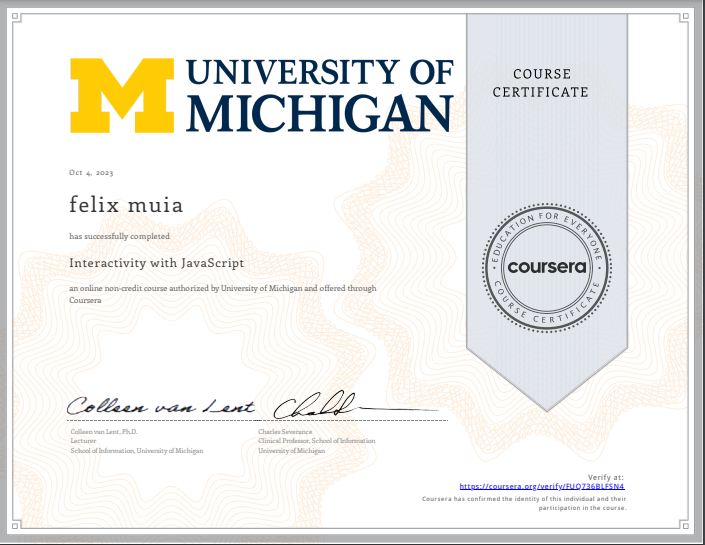 UNIVERSITY OF
MICHIGAN
COURSE
CERTIFICATE
Oct 4, 2023
felix muia
has successfully completed
Interactivity with JavaScript
an online non-credit course authorized by University of Michigan and offered through
Coursera
EDUCATION FOR EVERYONE
coursera
COURSE CERTIFICATE
Colleen van Lent
Colleen van Lent, Ph.D.
Lecturer
School of Information, University of Michigan
Charles Severance
Clinical Professor, School of Information
University of Michigan
Verify at:
https://coursera.org/verify/FUQ736BLFSN4
Coursera has confirmed the identity of this individual and their
participation in the course.